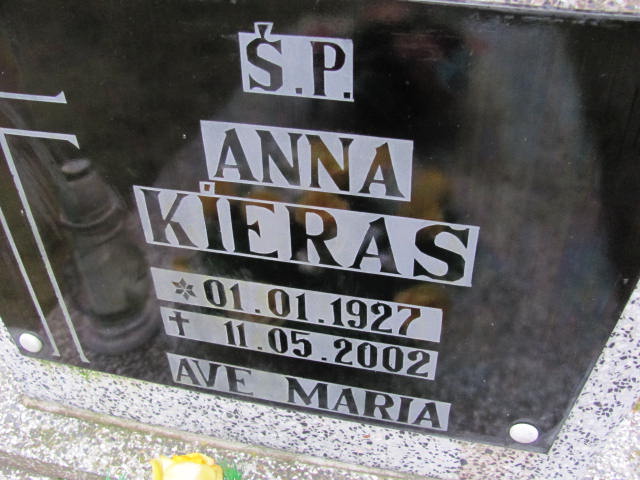 Ś.P.
ANNA
KIERAS
* 01.01.1927
† 11.05.2002
AVE MARIA